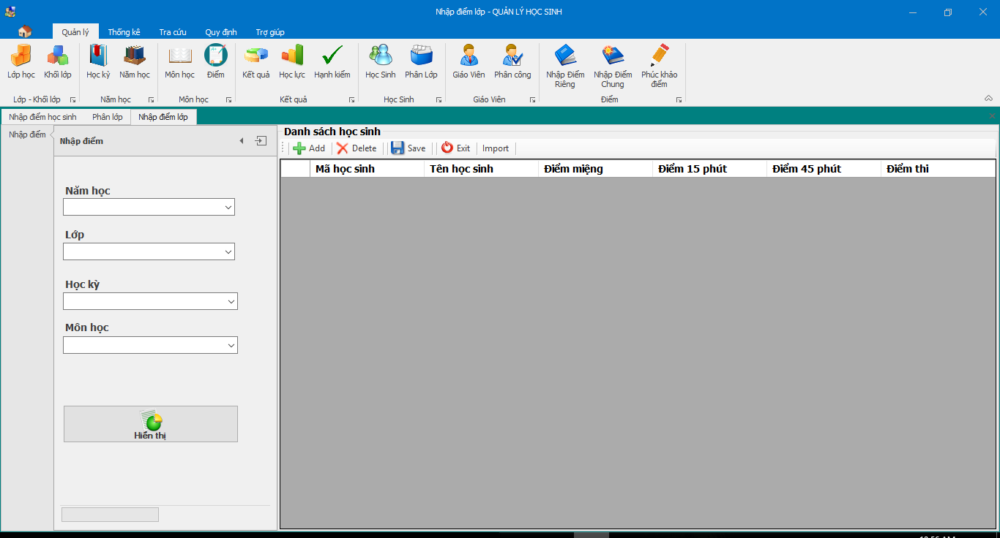 Nhập điểm lớp - QUẢN LÝ HỌC SINH
Quản lý Thống kê Tra cứu Quy định Trợ giúp
Lớp học Khối lớp Học kỳ Năm học Môn học Điểm Kết quả Học lực Hạnh kiểm Học Sinh Phân Lớp Giáo Viên Phân công Nhập Điểm Riêng Nhập Điểm Chung Phúc khảo điểm
Lớp - Khối lớp Năm học Môn học Kết quả Học Sinh Giáo Viên Điểm
Nhập điểm học sinh Phân lớp Nhập điểm lớp
Nhập điểm
Nhập điểm
Năm học
Lớp
Học kỳ
Môn học
Hiển thị
Danh sách học sinh
Add Delete Save Exit Import
Mã học sinh Tên học sinh Điểm miệng Điểm 15 phút Điểm 45 phút Điểm thi